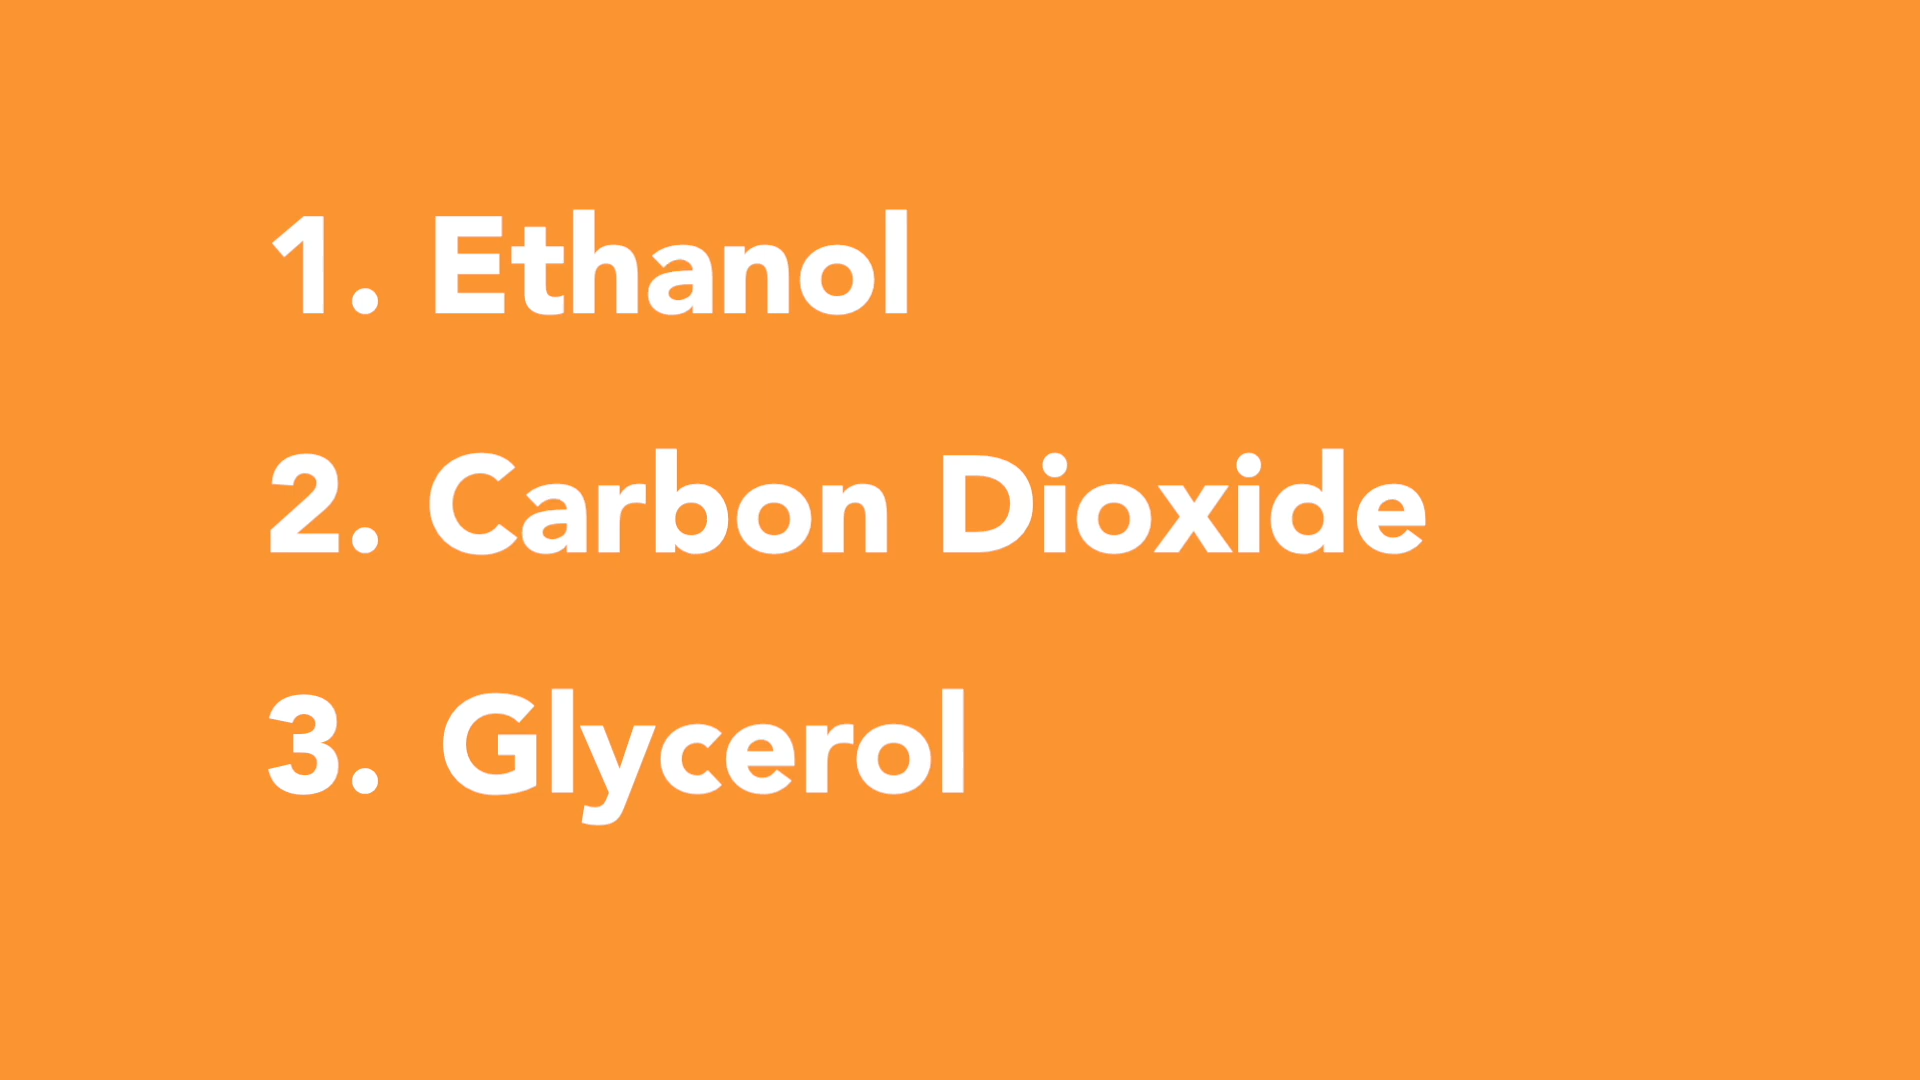 1. Ethanol
2. Carbon Dioxide
3. Glycerol